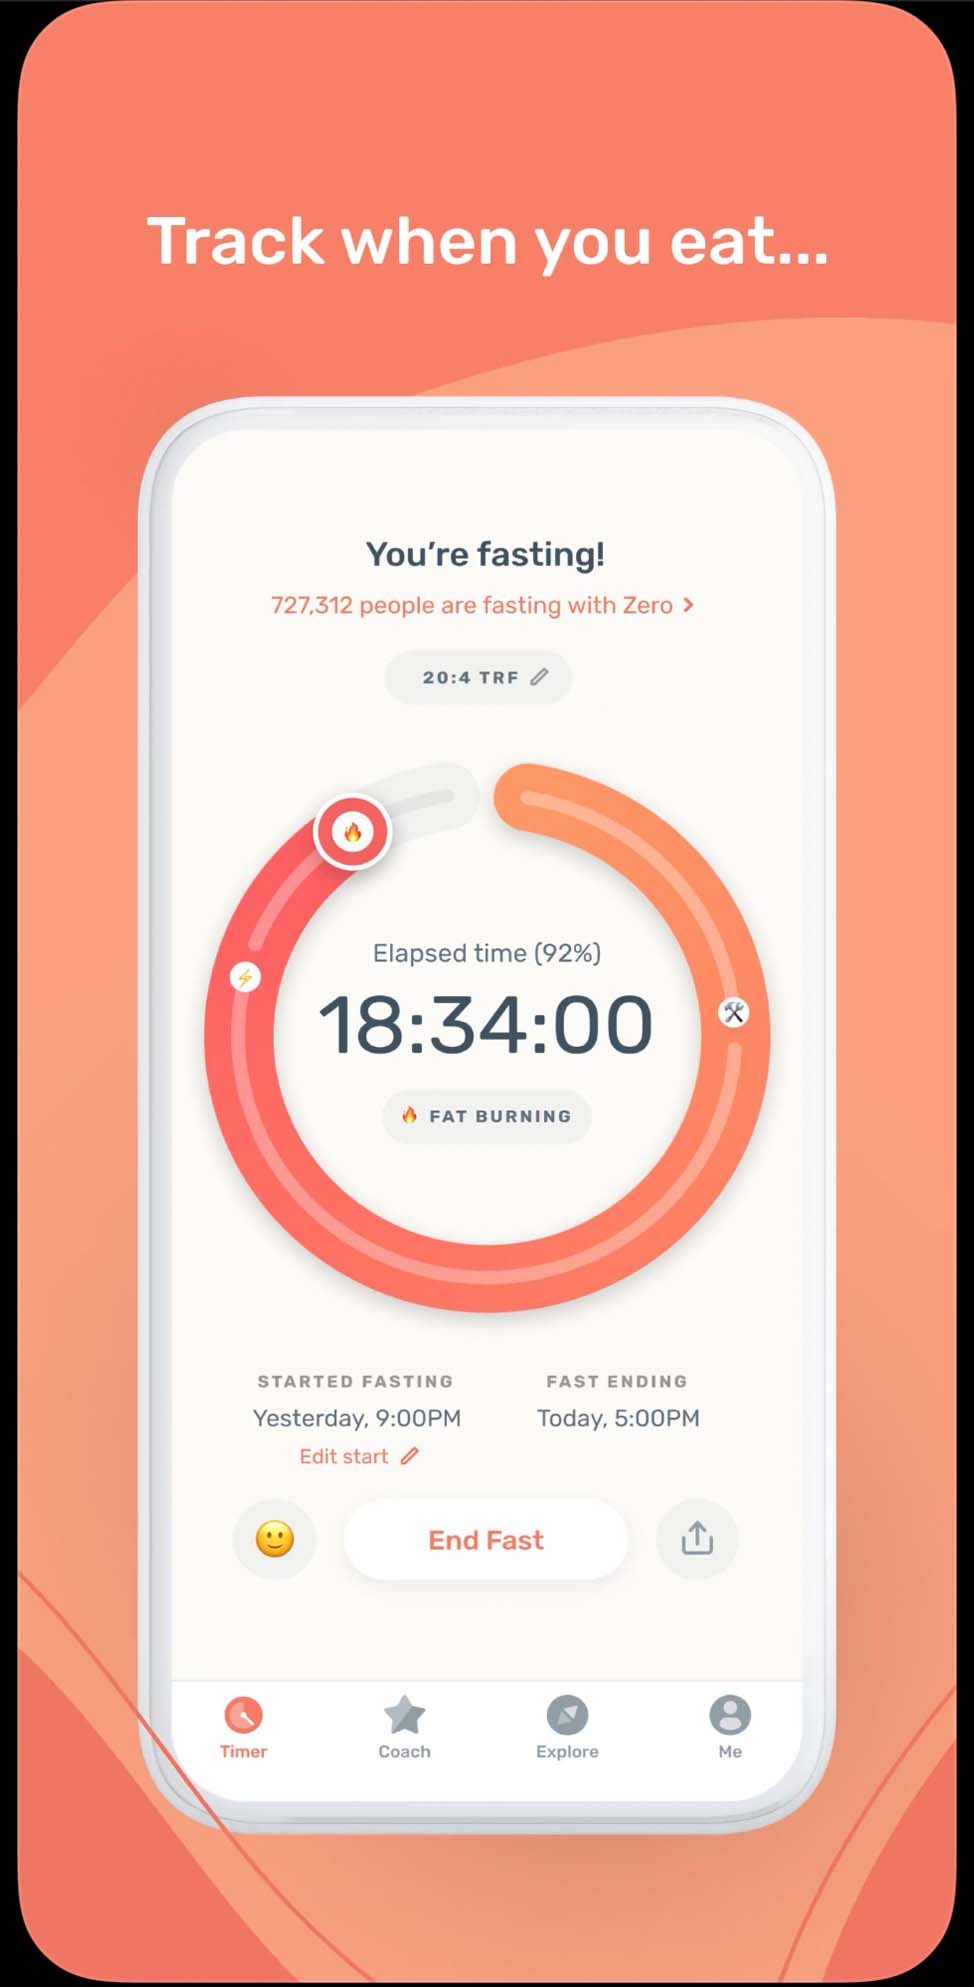 Track when you eat...
You’re fasting!
727,312 people are fasting with Zero >
20:4 TRF
Elapsed time (92%)
18:34:00
FAT BURNING
STARTED FASTING
Yesterday, 9:00PM
Edit start
FAST ENDING
Today, 5:00PM
End Fast
Timer
Coach
Explore
Me